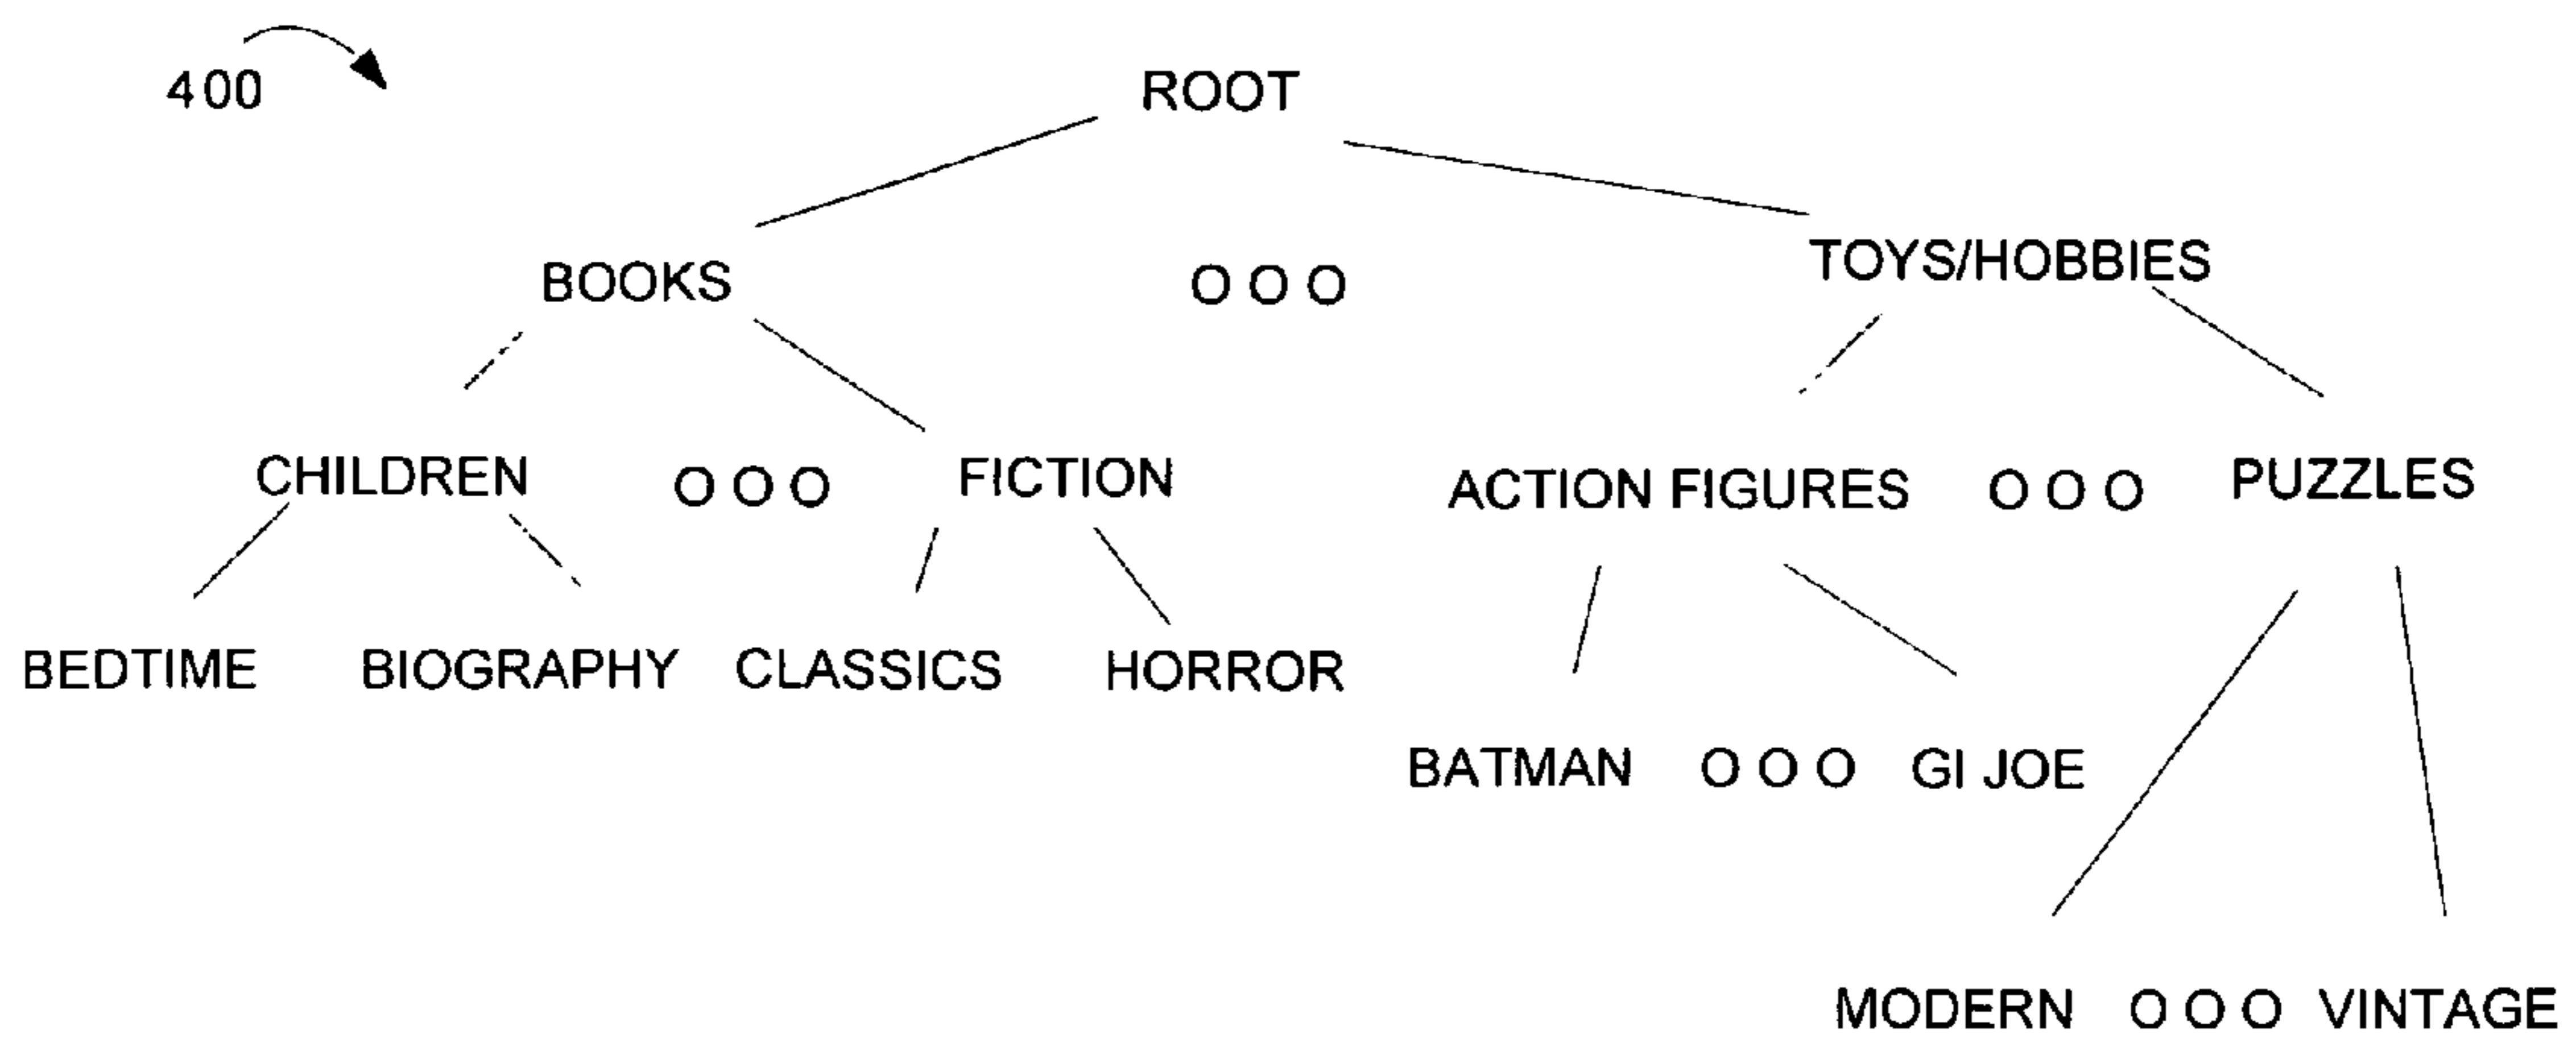 400
ROOT
BOOKS O O O TOYS/HOBBIES
CHILDREN O O O FICTION ACTION FIGURES O O O PUZZLES
BEDTIME BIOGRAPHY CLASSICS HORROR
BATMAN O O O GI JOE
MODERN O O O VINTAGE